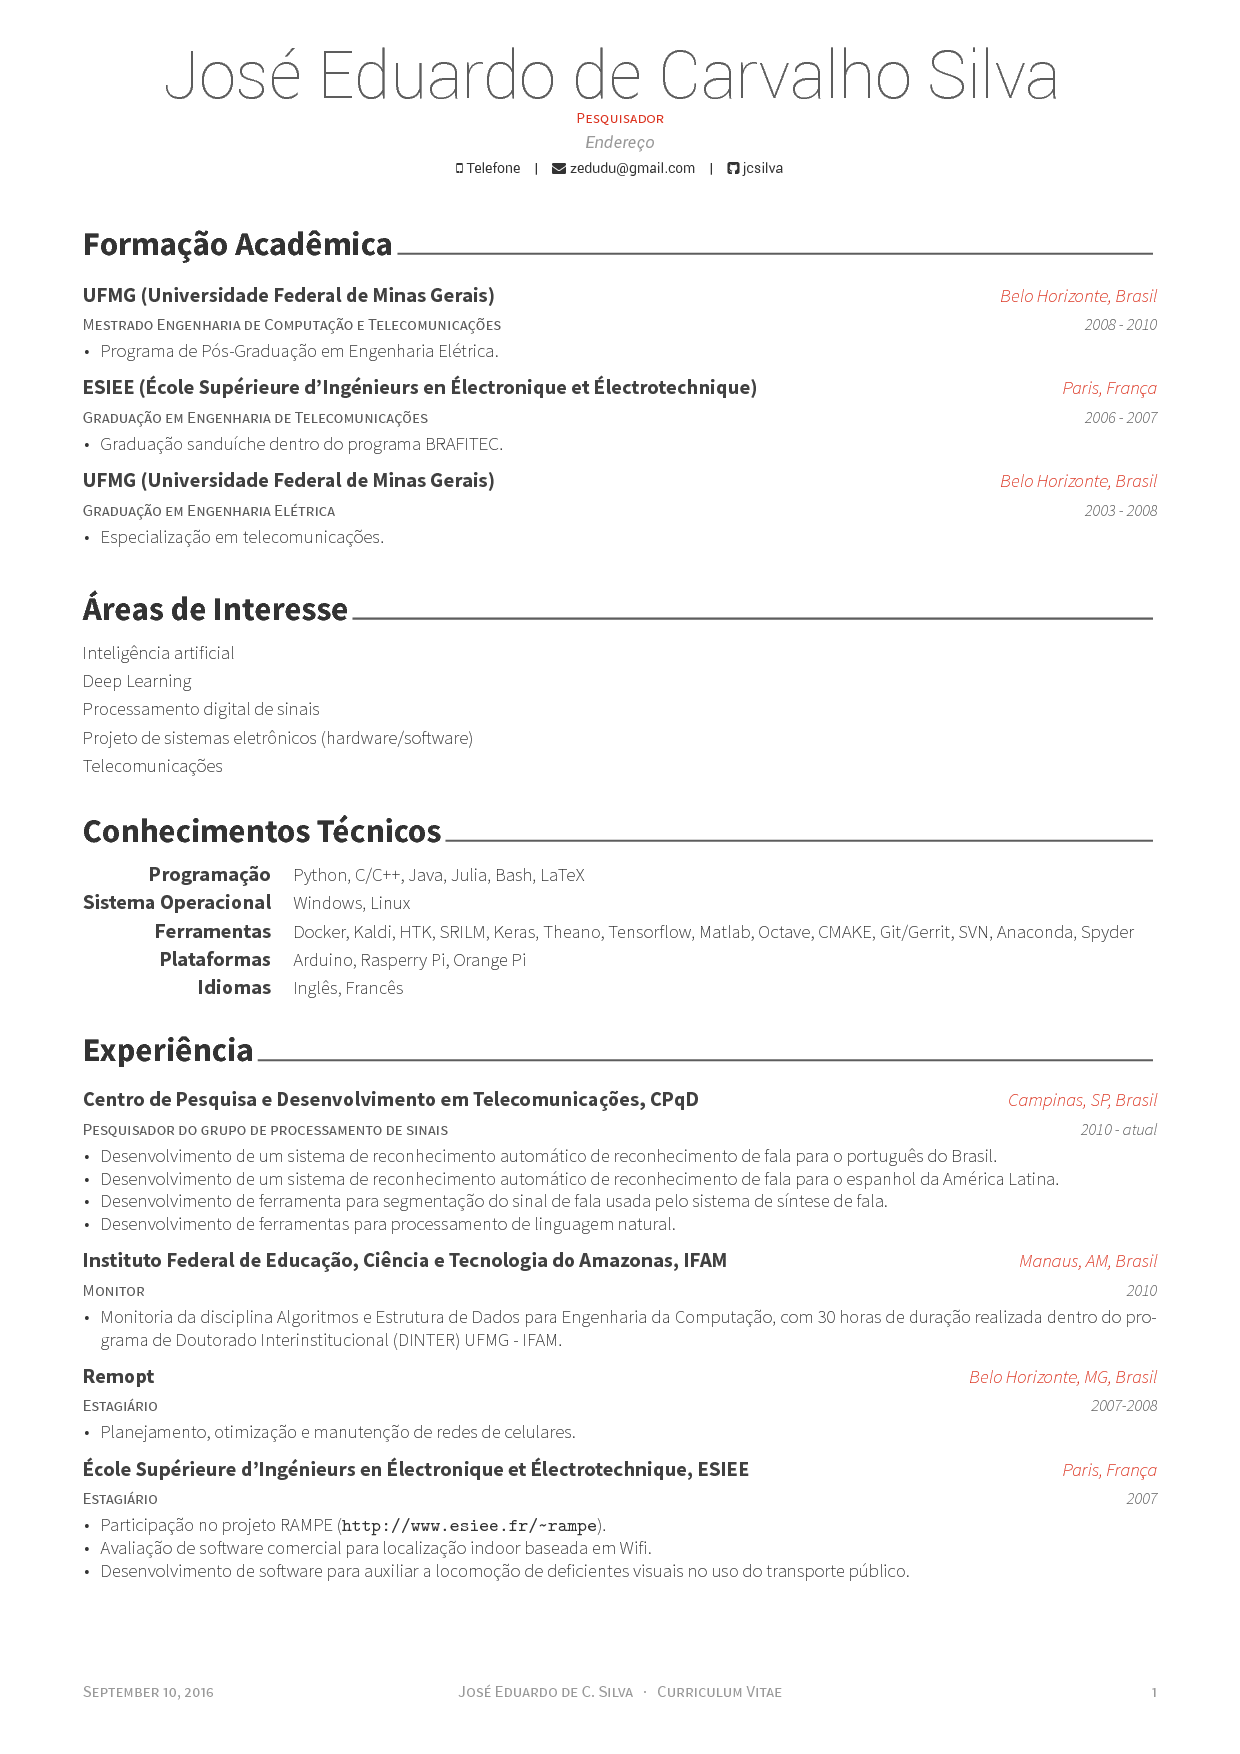 José Eduardo de Carvalho Silva
Pesquisador
Endereço
Telefone | zedudu@gmail.com | jcsilva
Formação Acadêmica
UFMG (Universidade Federal de Minas Gerais) Belo Horizonte, Brasil
Mestrado Engenharia de Computação e Telecomunicações 2008 - 2010
• Programa de Pós-Graduação em Engenharia Elétrica.
ESIEE (École Supérieure d’Ingénieurs en Électronique et Électrotechnique) Paris, França
Graduação em Engenharia de Telecomunicações 2006 - 2007
• Graduação sanduíche dentro do programa BRAFITEC.
UFMG (Universidade Federal de Minas Gerais) Belo Horizonte, Brasil
Graduação em Engenharia Elétrica 2003 - 2008
• Especialização em telecomunicações.
Áreas de Interesse
Inteligência artificial
Deep Learning
Processamento digital de sinais
Projeto de sistemas eletrônicos (hardware/software)
Telecomunicações
Conhecimentos Técnicos
Programação Python, C/C++, Java, Julia, Bash, LaTeX
Sistema Operacional Windows, Linux
Ferramentas Docker, Kaldi, HTK, SRILM, Keras, Theano, Tensorflow, Matlab, Octave, CMAKE, Git/Gerrit, SVN, Anaconda, Spyder
Plataformas Arduino, Rasperry Pi, Orange Pi
Idiomas Inglês, Francês
Experiência
Centro de Pesquisa e Desenvolvimento em Telecomunicações, CPqD Campinas, SP, Brasil
Pesquisador do grupo de processamento de sinais 2010 - atual
• Desenvolvimento de um sistema de reconhecimento automático de reconhecimento de fala para o português do Brasil.
• Desenvolvimento de um sistema de reconhecimento automático de reconhecimento de fala para o espanhol da América Latina.
• Desenvolvimento de ferramenta para segmentação do sinal de fala usada pelo sistema de síntese de fala.
• Desenvolvimento de ferramentas para processamento de linguagem natural.
Instituto Federal de Educação, Ciência e Tecnologia do Amazonas, IFAM Manaus, AM, Brasil
Monitor 2010
• Monitoria da disciplina Algoritmos e Estrutura de Dados para Engenharia da Computação, com 30 horas de duração realizada dentro do pro-
grama de Doutorado Interinstitucional (DINTER) UFMG - IFAM.
Remopt Belo Horizonte, MG, Brasil
Estagiário 2007-2008
• Planejamento, otimização e manutenção de redes de celulares.
École Supérieure d’Ingénieurs en Électronique et Électrotechnique, ESIEE Paris, França
Estagiário 2007
• Participação no projeto RAMPE (http://www.esiee.fr/~rampe).
• Avaliação de software comercial para localização indoor baseada em Wifi.
• Desenvolvimento de software para auxiliar a locomoção de deficientes visuais no uso do transporte público.
September 10, 2016 José Eduardo de C. Silva · Curriculum Vitae 1